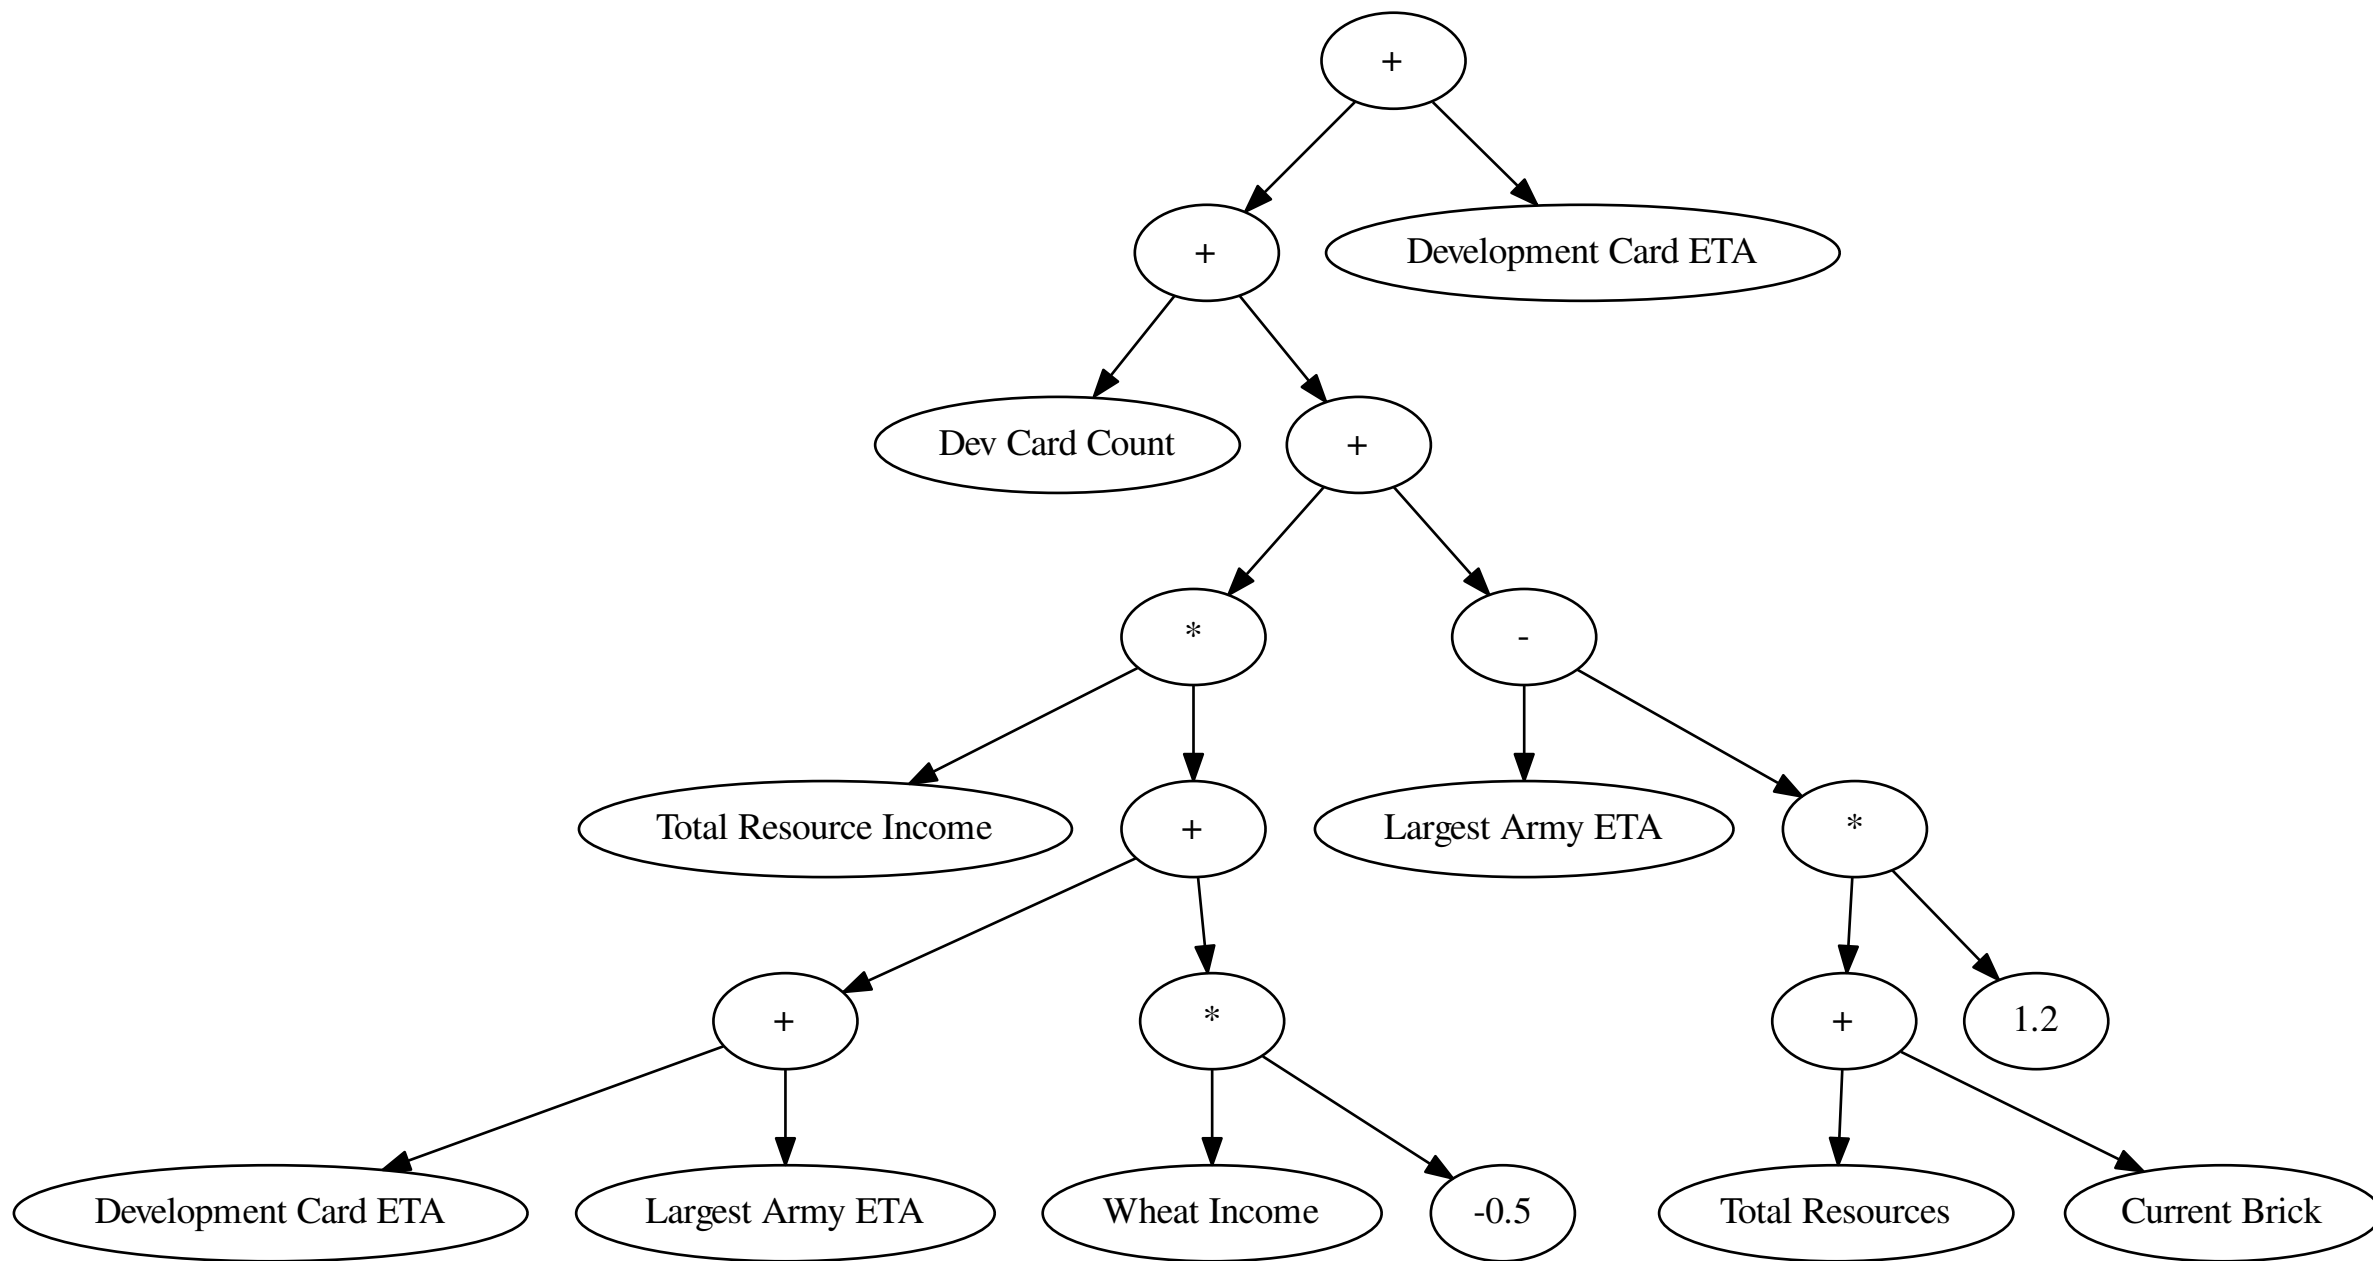 +
+
Development Card ETA
Dev Card Count
+
*
-
Total Resource Income
+
Largest Army ETA
*
+
*
+
1.2
Development Card ETA
Largest Army ETA
Wheat Income
-0.5
Total Resources
Current Brick